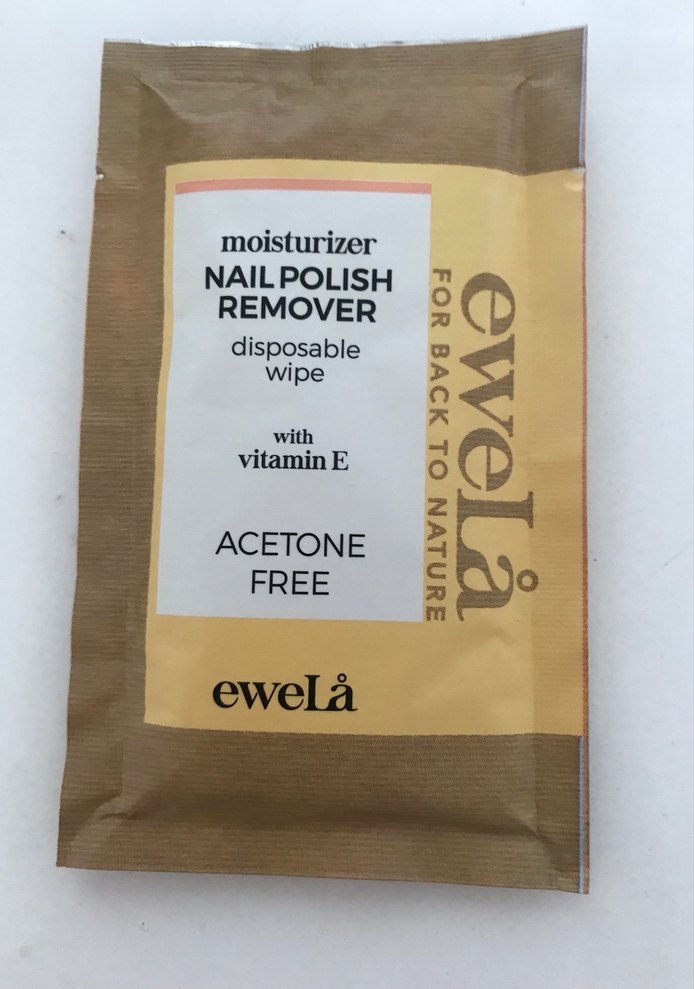 moisturizer
NAIL POLISH
REMOVER
disposable
wipe
with
vitamin E
ACETONE
FREE
eweLå
eweLå
FOR BACK TO NATURE